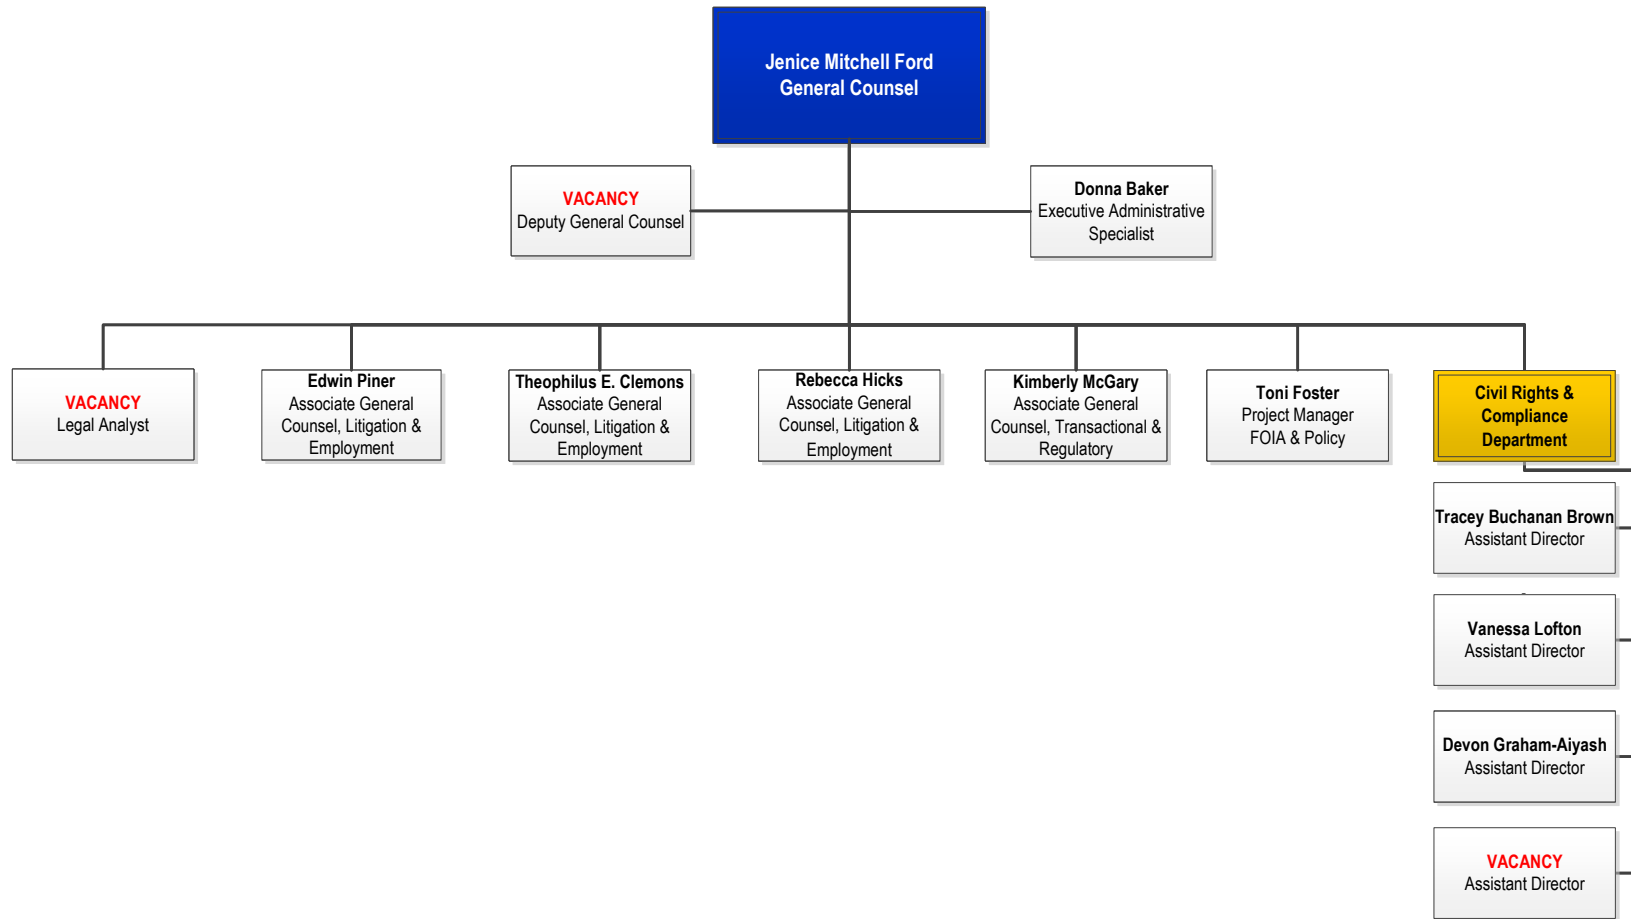 Jenice Mitchell Ford
General Counsel
VACANCY
Deputy General Counsel
Donna Baker
Executive Administrative
Specialist
VACANCY
Legal Analyst
Edwin Piner
Associate General
Counsel, Litigation &
Employment
Theophilus E. Clemons
Associate General
Counsel, Litigation &
Employment
Rebecca Hicks
Associate General
Counsel, Litigation &
Employment
Kimberly McGary
Associate General
Counsel, Transactional &
Regulatory
Toni Foster
Project Manager
FOIA & Policy
Civil Rights &
Compliance
Department
Tracey Buchanan Brown
Assistant Director
Vanessa Lofton
Assistant Director
Devon Graham-Aiyash
Assistant Director
VACANCY
Assistant Director